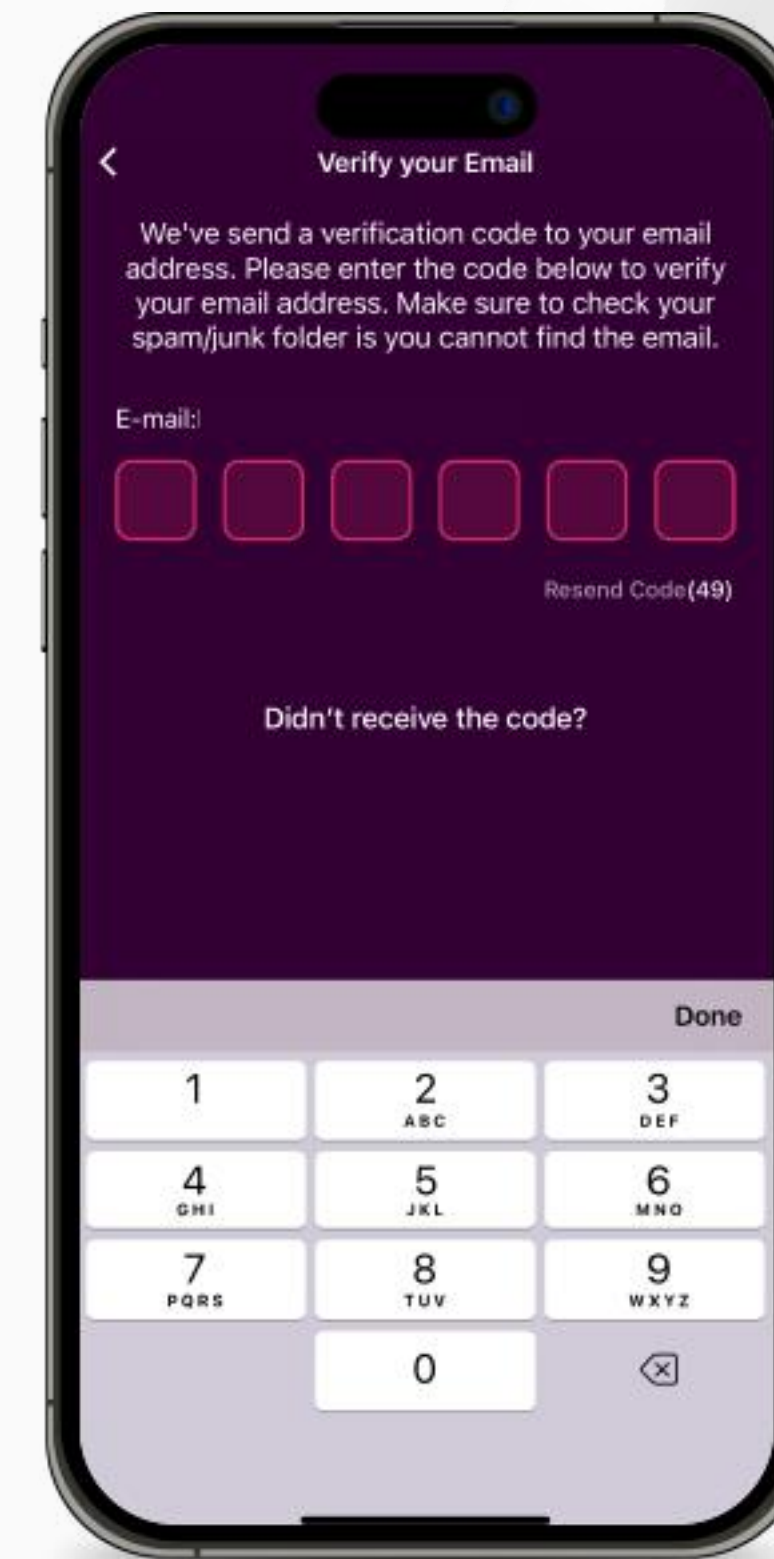 Verify your Email
We've send a verification code to your email
address. Please enter the code below to verify
your email address. Make sure to check your
spam/junk folder is you cannot find the email.
E-mail:
Resend Code(49)
Didn't receive the code?
Done
1
2
ABC
3
DEF
4
GHI
5
JKL
6
MNO
7
PQRS
8
TUV
9
WXYZ
0